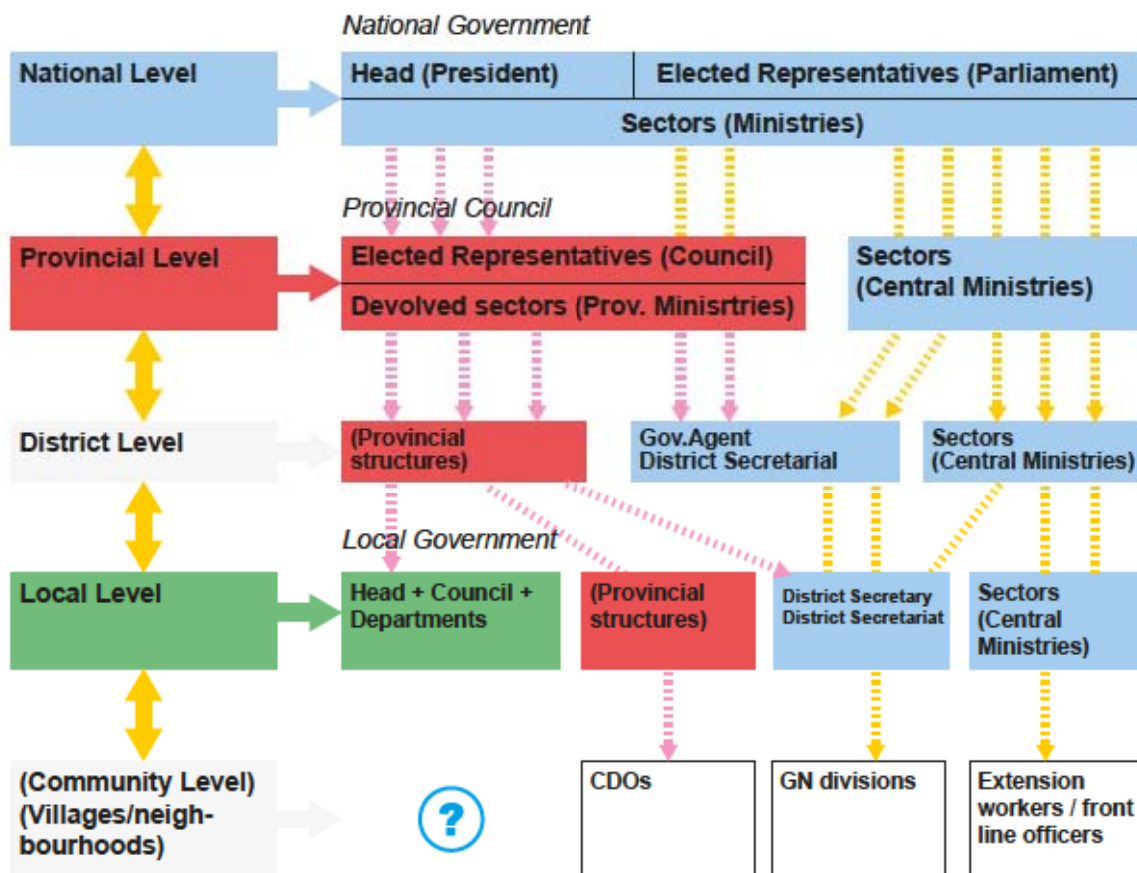 National Government
National Level
Head (President)
Elected Representatives (Parliament)
Sectors (Ministries)
Provincial Council
Provincial Level
Elected Representatives (Council)
Devolved sectors (Prov. Minisrtries)
Sectors
(Central Ministries)
District Level
(Provincial
structures)
Gov.Agent
District Secretarial
Sectors
(Central Ministries)
Local Government
Local Level
Head + Council +
Departments
(Provincial
structures)
District Secretary
District Secretariat
Sectors
(Central
Ministries)
(Community Level)
(Villages/neigh-
bourhoods)
?
CDOs
GN divisions
Extension
workers / front
line officers